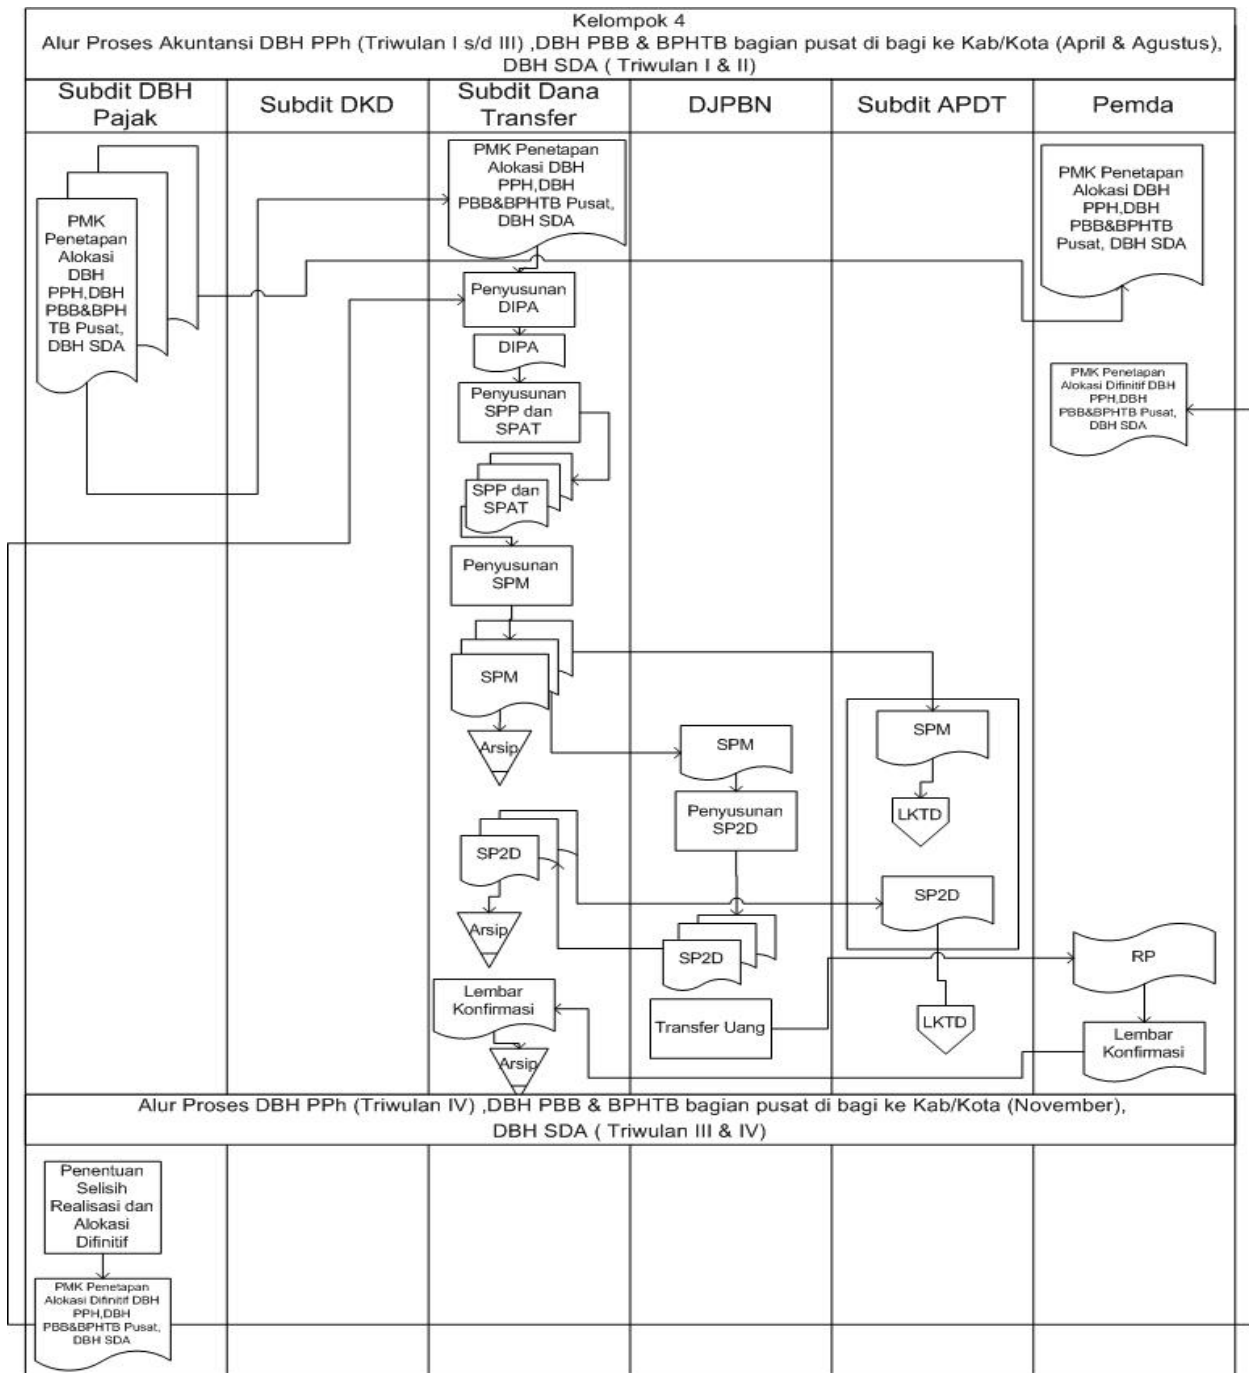 Kelompok 4
Alur Proses Akuntansi DBH PPh (Triwulan I s/d III) ,DBH PBB & BPHTB bagian pusat di bagi ke Kab/Kota (April & Agustus),
DBH SDA ( Triwulan I & II)
Subdit DBH
Pajak
Subdit DKD
Subdit Dana
Transfer
DJPBN
Subdit APDT
Pemda
PMK
Penetapan
Alokasi
DBH
PPH,DBH
PBB&BPH
TB Pusat,
DBH SDA
PMK Penetapan
Alokasi DBH
PPH,DBH
PBB&BPHTB Pusat,
DBH SDA
Penyusunan
DIPA
DIPA
Penyusunan
SPP dan
SPAT
SPP dan
SPAT
Penyusunan
SPM
SPM
Arsip
SP2D
Arsip
Lembar
Konfirmasi
Arsip
SPM
Penyusunan
SP2D
SP2D
Transfer Uang
SPM
LKTD
SP2D
LKTD
PMK Penetapan
Alokasi DBH
PPH,DBH
PBB&BPHTB
Pusat, DBH SDA
PMK Penetapan
Alokasi Difinitif DBH
PPH,DBH
PBB&BPHTB Pusat,
DBH SDA
RP
Lembar
Konfirmasi
Alur Proses DBH PPh (Triwulan IV) ,DBH PBB & BPHTB bagian pusat di bagi ke Kab/Kota (November),
DBH SDA ( Triwulan III & IV)
Penentuan
Selisih
Realisasi dan
Alokasi
Difinitif
PMK Penetapan
Alokasi Difinitif DBH
PPH,DBH
PBB&BPHTB Pusat,
DBH SDA